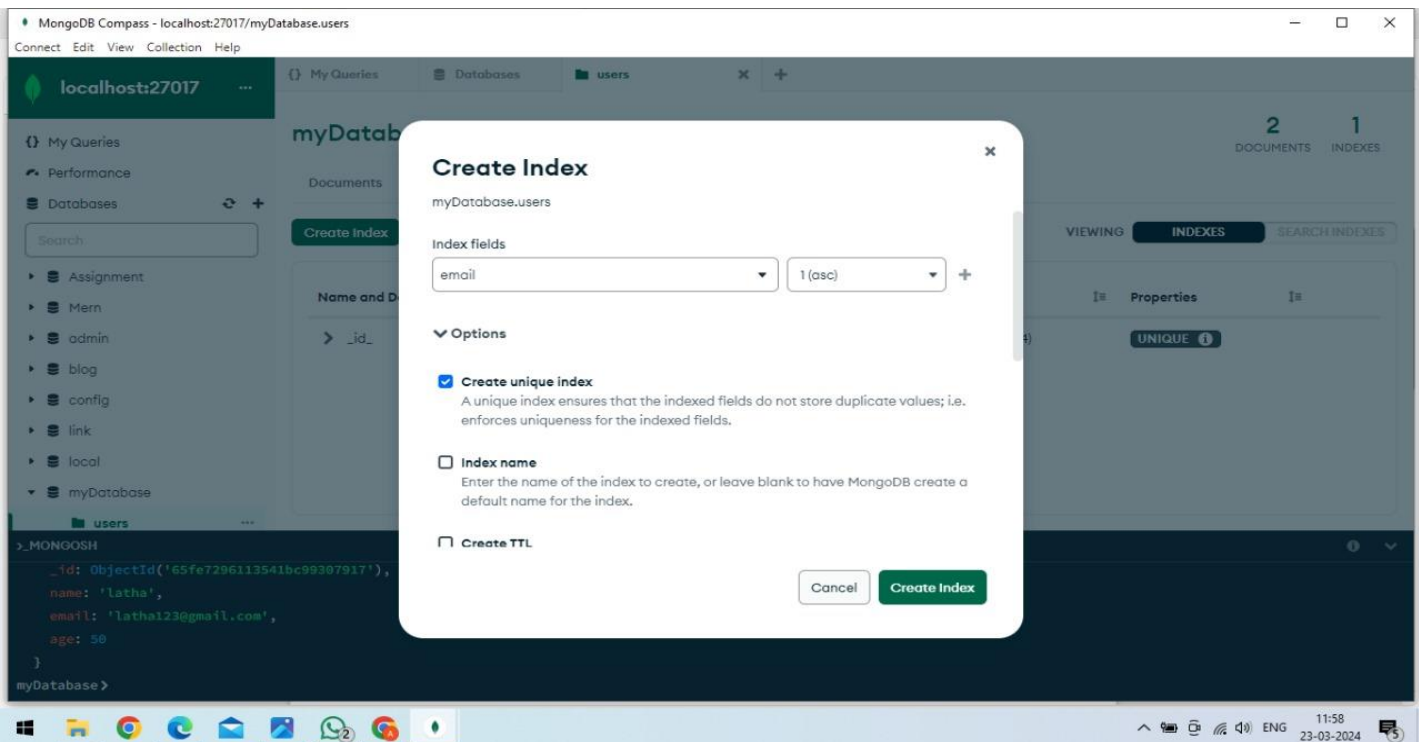 MongoDB Compass - localhost:27017/myDatabase.users
Connect Edit View Collection Help
localhost:27017 ...
{} My Queries
Databases
users
My Queries
Performance
Databases
Search
Assignment
Mern
admin
blog
config
link
local
myDatabase
users ...
myDatab
2
DOCUMENTS
1
INDEXES
Documents
Create Index
VIEWING INDEXES SEARCH INDEXES
Name and D
Properties
_id_
UNIQUE
Create Index
myDatabase.users
Index fields
email 1 (asc)
Options
Create unique index
A unique index ensures that the indexed fields do not store duplicate values; i.e.
enforces uniqueness for the indexed fields.
Index name
Enter the name of the index to create, or leave blank to have MongoDB create a
default name for the index.
Create TTL
Cancel Create Index
>_MONGOSH
_id: ObjectId('65fe7296113541bc99307917'),
name: 'latha',
email: 'latha123@gmail.com',
age: 50
}
myDatabase>
2
ENG
11:58
23-03-2024
5